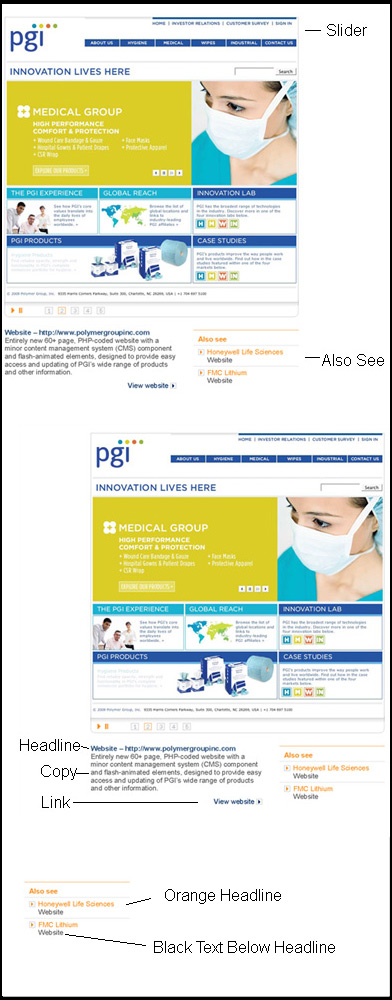 HOME | INVESTOR RELATIONS | CUSTOMER SURVEY | SIGN IN
Slider
pgi
ABOUT US HYGIENE MEDICAL WIPES INDUSTRIAL CONTACT US
INNOVATION LIVES HERE
Search
MEDICAL GROUP
HIGH PERFORMANCE
COMFORT & PROTECTION
• Wound Care Bandage & Gauze • Face Masks
• Hospital Gowns & Patient Drapes • Protective Apparel
• CSR Wrap
EXPLORE OUR PRODUCTS >
THE PGI EXPERIENCE GLOBAL REACH INNOVATION LAB
See how PGI's core
values translate into
the daily lives of
employees
worldwide >
Browse the list of
global locations and
links to
industry-leading
PGI affiliates >
PGI has the broadest range of technologies
in the industry. Discover more in one of the
four innovation labs below.
H M W IN
PGI PRODUCTS CASE STUDIES
PGI's products improve the way people
work and live worldwide. Find out how in the case
studies featured within one of the four
markets below.
H M W IN
© 2009 Polymer Group, Inc. 9335 Harris Corners Parkway, Suite 300, Charlotte, NC 28269, USA | +1 704 697 5100
1 2 3 4 5
Website – http://www.polymergroupinc.com
Entirely new 60+ page, PHP-coded website with a
minor content management system (CMS) component
and flash-animated elements, designed to provide easy
access and updating of PGI's wide range of products
and other information.
View website
Also see
Honeywell Life Sciences
Website
FMC Lithium
Website
Also See
HOME | INVESTOR RELATIONS | CUSTOMER SURVEY | SIGN IN
pgi
ABOUT US HYGIENE MEDICAL WIPES INDUSTRIAL CONTACT US
INNOVATION LIVES HERE
Search
MEDICAL GROUP
HIGH PERFORMANCE
COMFORT & PROTECTION
• Wound Care Bandage & Gauze • Face Masks
• Hospital Gowns & Patient Drapes • Protective Apparel
• CSR Wrap
EXPLORE OUR PRODUCTS >
THE PGI EXPERIENCE GLOBAL REACH INNOVATION LAB
See how PGI's core
values translate into
the daily lives of
employees
worldwide >
Browse the list of
global locations and
links to
industry-leading
PGI affiliates >
PGI has the broadest range of technologies
in the industry. Discover more in one of the
four innovation labs below.
H M W IN
PGI PRODUCTS CASE STUDIES
PGI's products improve the way people work
and live worldwide. Find out how in the case
studies featured within one of the four
markets below.
H M W IN
© 2009 Polymer Group, Inc. 9335 Harris Corners Parkway, Suite 300, Charlotte, NC 28269, USA | +1 704 697 5100
1 2 3 4 5
Headline
Website – http://www.polymergroupinc.com
Copy
Entirely new 60+ page, PHP-coded website with a
minor content management system (CMS) component
and flash-animated elements, designed to provide easy
access and updating of PGI's wide range of products
and other information.
Link
View website
Also see
Honeywell Life Sciences
Website
FMC Lithium
Website
Also see
Honeywell Life Sciences
Website
FMC Lithium
Website
Orange Headline
Black Text Below Headline